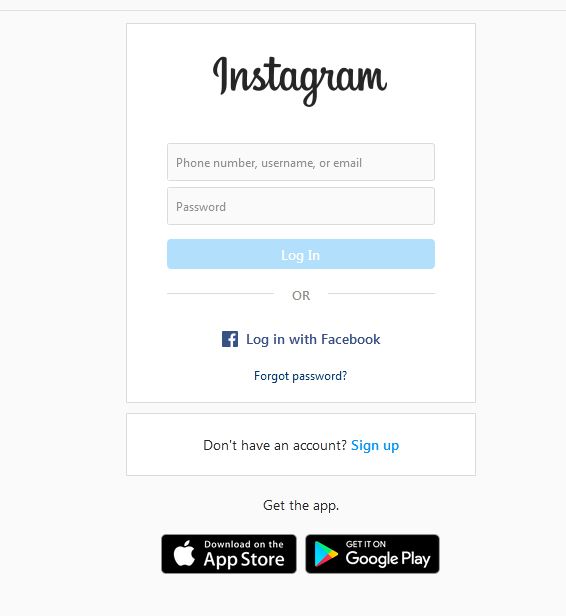 Instagram
Phone number, username, or email
Password
Log In
OR
Log in with Facebook
Forgot password?
Don't have an account? Sign up
Get the app.
Download on the
App Store
GET IT ON
Google Play